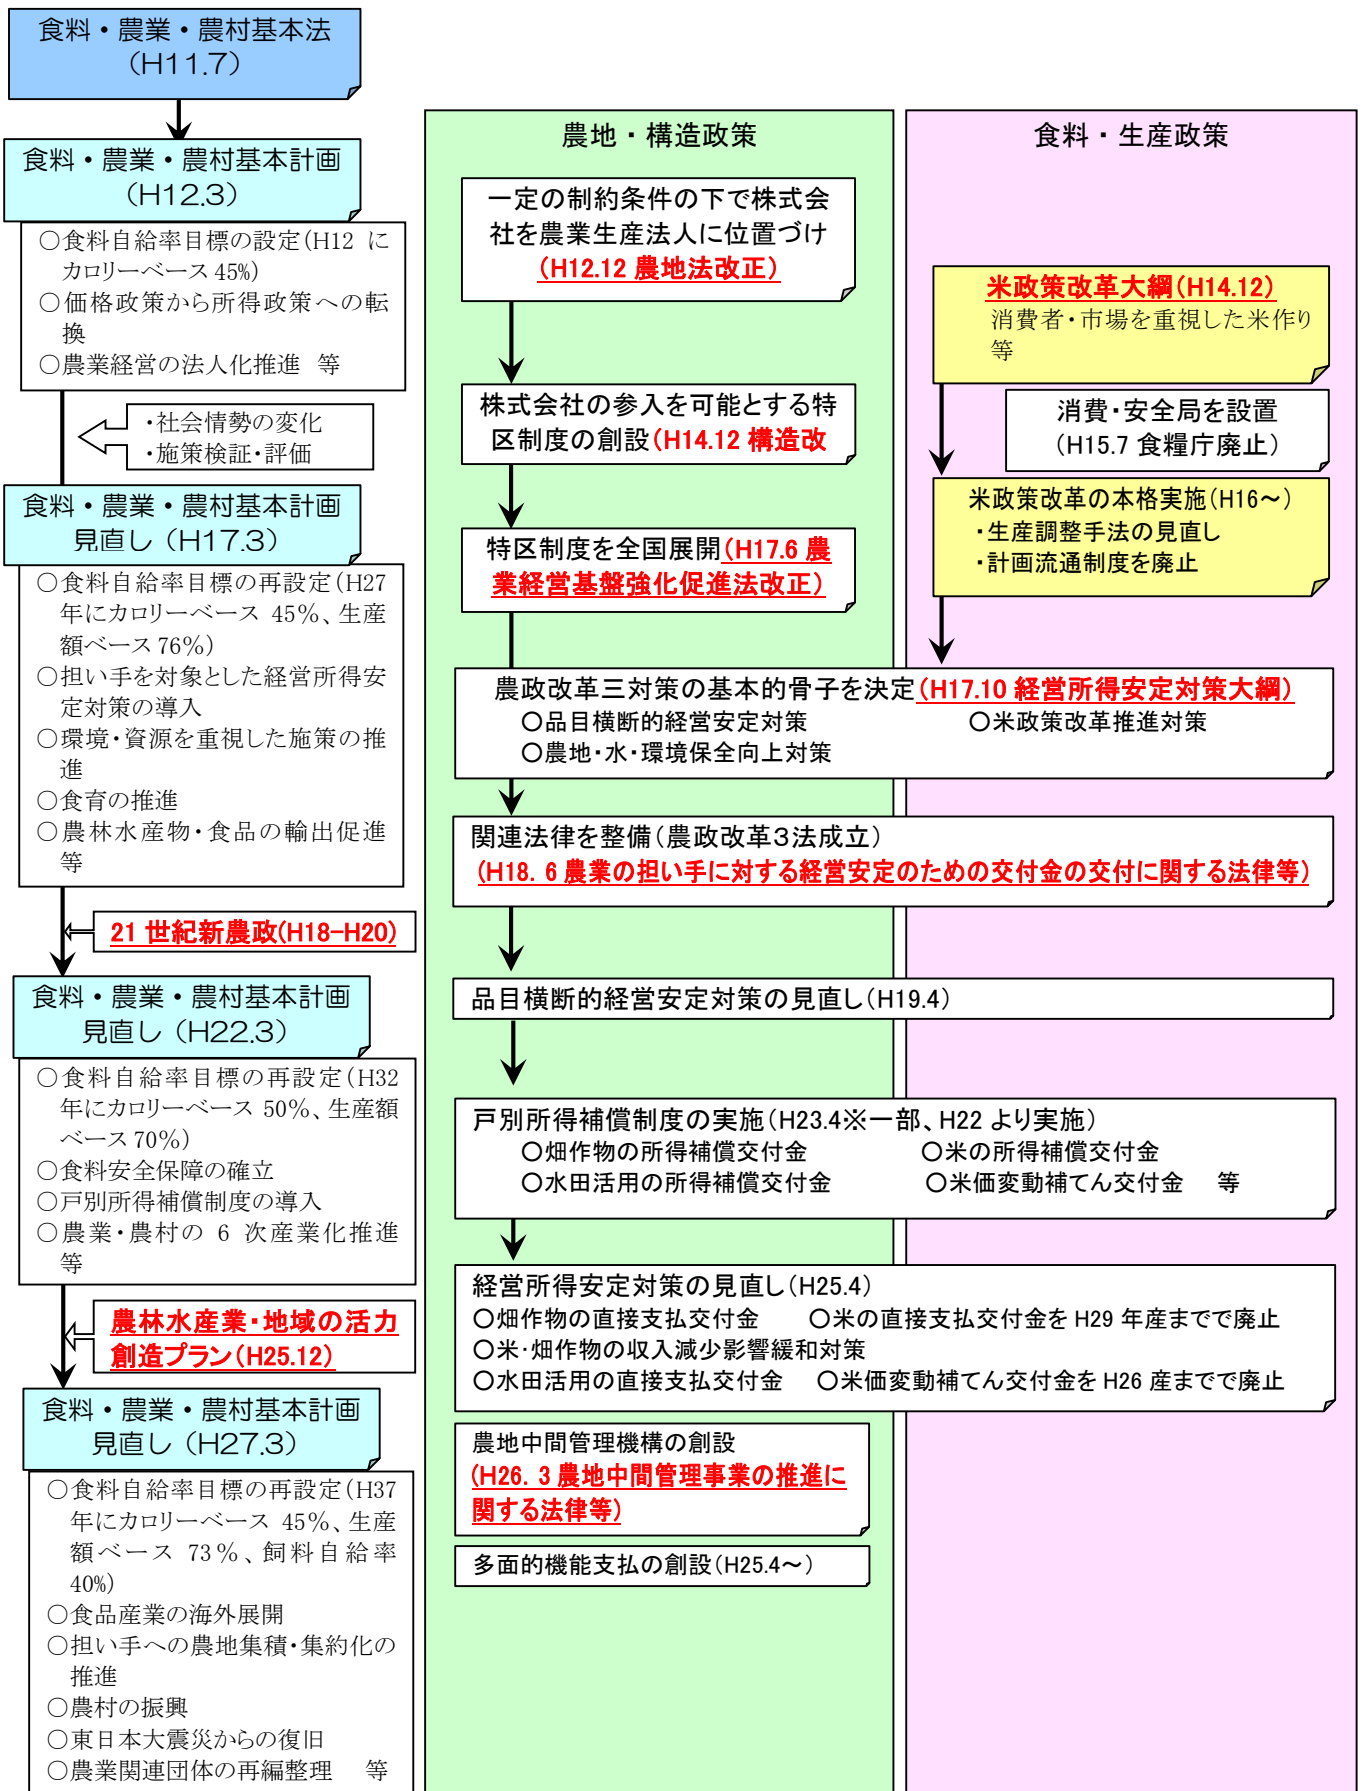 食料・農業・農村基本法
（H11.7）
食料・農業・農村基本計画
（H12.3）
○食料自給率目標の設定（H12 に
カロリーベース 45%）
○価格政策から所得政策への転
換
○農業経営の法人化推進　等
・社会情勢の変化
・施策検証・評価
食料・農業・農村基本計画
見直し（H17.3）
○食料自給率目標の再設定（H27
年にカロリーベース 45％、生産
額ベース 76％）
○担い手を対象とした経営所得安
定対策の導入
○環境・資源を重視した施策の推
進
○食育の推進
○農林水産物・食品の輸出促進
等
21 世紀新農政(H18-H20)
食料・農業・農村基本計画
見直し（H22.3）
○食料自給率目標の再設定（H32
年にカロリーベース 50％、生産額
ベース 70％）
○食料安全保障の確立
○戸別所得補償制度の導入
○農業・農村の 6 次産業化推進
等
農林水産業・地域の活力
創造プラン（H25.12）
食料・農業・農村基本計画
見直し（H27.3）
○食料自給率目標の再設定（H37
年にカロリーベース 45％、生産
額ベース 73％、飼料自給率
40%）
○食品産業の海外展開
○担い手への農地集積・集約化の
推進
○農村の振興
○東日本大震災からの復旧
○農業関連団体の再編整理　等
農地・構造政策
一定の制約条件の下で株式会
社を農業生産法人に位置づけ
（H12.12 農地法改正）
株式会社の参入を可能とする特
区制度の創設（H14.12 構造改
特区制度を全国展開（H17.6 農
業経営基盤強化促進法改正）
食料・生産政策
米政策改革大綱（H14.12）
消費者・市場を重視した米作り
等
消費・安全局を設置
（H15.7 食糧庁廃止）
米政策改革の本格実施（H16～）
・生産調整手法の見直し
・計画流通制度を廃止
農政改革三対策の基本的骨子を決定（H17.10 経営所得安定対策大綱）
○品目横断的経営安定対策　○米政策改革推進対策
○農地・水・環境保全向上対策
関連法律を整備（農政改革３法成立）
（H18. 6 農業の担い手に対する経営安定のための交付金の交付に関する法律等）
品目横断的経営安定対策の見直し（H19.4）
戸別所得補償制度の実施（H23.4※一部、H22 より実施）
○畑作物の所得補償交付金　○米の所得補償交付金
○水田活用の所得補償交付金　○米価変動補てん交付金　等
経営所得安定対策の見直し（H25.4）
○畑作物の直接支払交付金　○米の直接支払交付金を H29 年産までで廃止
○米・畑作物の収入減少影響緩和対策
○水田活用の直接支払交付金　○米価変動補てん交付金を H26 産までで廃止
農地中間管理機構の創設
（H26. 3 農地中間管理事業の推進に
関する法律等）
多面的機能支払の創設（H25.4～）